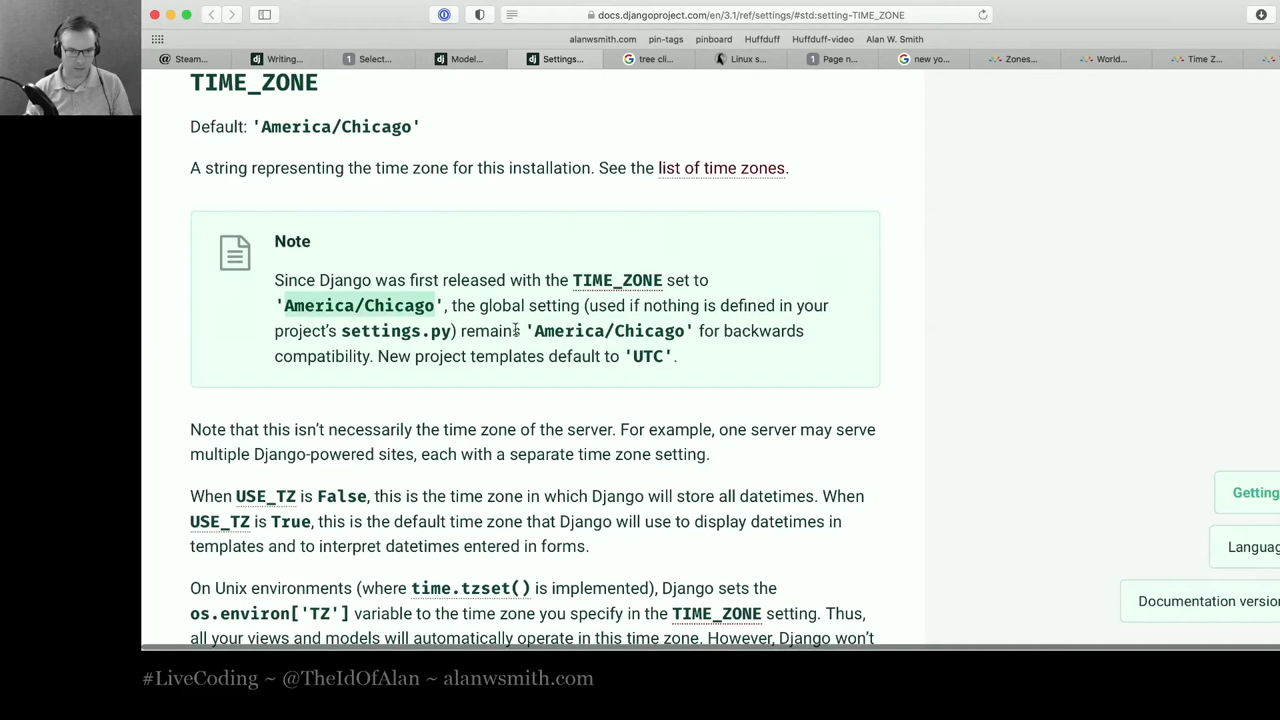 docs.djangoproject.com/en/3.1/ref/settings/#std:setting-TIME_ZONE
alanwsmith.com pin-tags pinboard Huffduff Huffduff-video Alan W. Smith
@ Steam... dj Writing... 1 Select... dj Model... dj Settings... G tree cli... Linux s... 1 Page n... G new yo... Zones... World... Time Z...
TIME_ZONE
Default: 'America/Chicago'
A string representing the time zone for this installation. See the list of time zones.
Note
Since Django was first released with the TIME_ZONE set to
'America/Chicago', the global setting (used if nothing is defined in your
project's settings.py) remains 'America/Chicago' for backwards
compatibility. New project templates default to 'UTC'.
Note that this isn't necessarily the time zone of the server. For example, one server may serve
multiple Django-powered sites, each with a separate time zone setting.
When USE_TZ is False, this is the time zone in which Django will store all datetimes. When
USE_TZ is True, this is the default time zone that Django will use to display datetimes in
templates and to interpret datetimes entered in forms.
On Unix environments (where time.tzset() is implemented), Django sets the
os.environ['TZ'] variable to the time zone you specify in the TIME_ZONE setting. Thus,
all your views and models will automatically operate in this time zone. However, Django won't
Getting
Languag
Documentation version
#LiveCoding ~ @TheIdOfAlan ~ alanwsmith.com